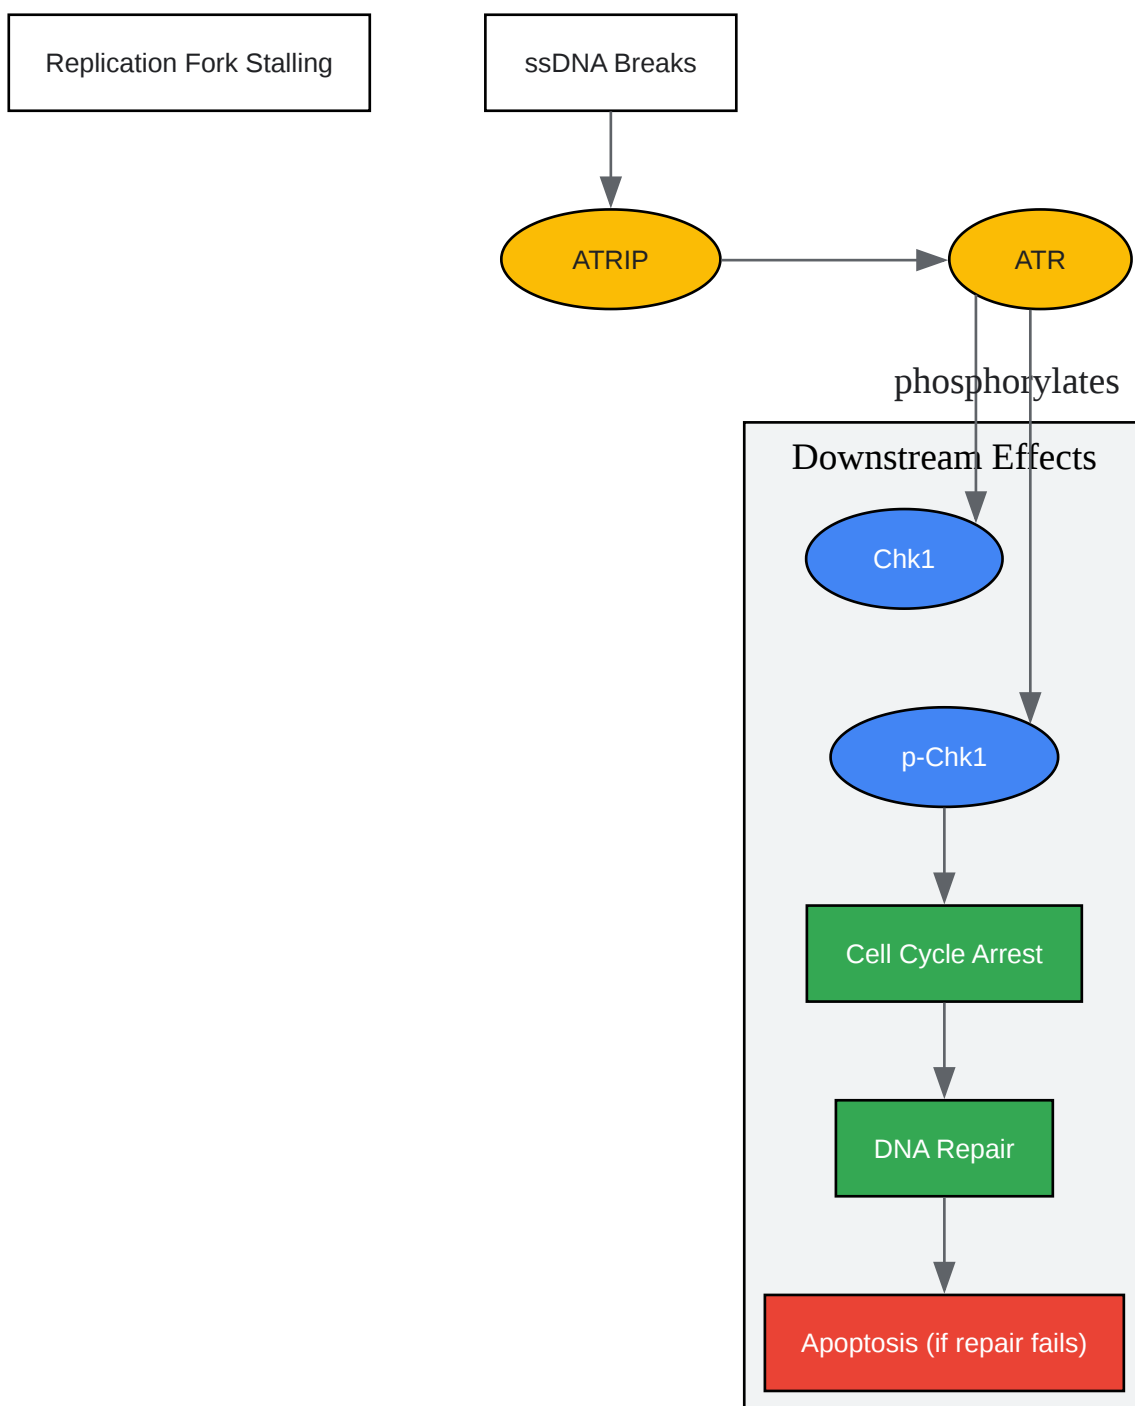 Replication Fork Stalling
ssDNA Breaks
ATRIP
ATR
phosphorylates
Downstream Effects
Chk1
p-Chk1
Cell Cycle Arrest
DNA Repair
Apoptosis (if repair fails)